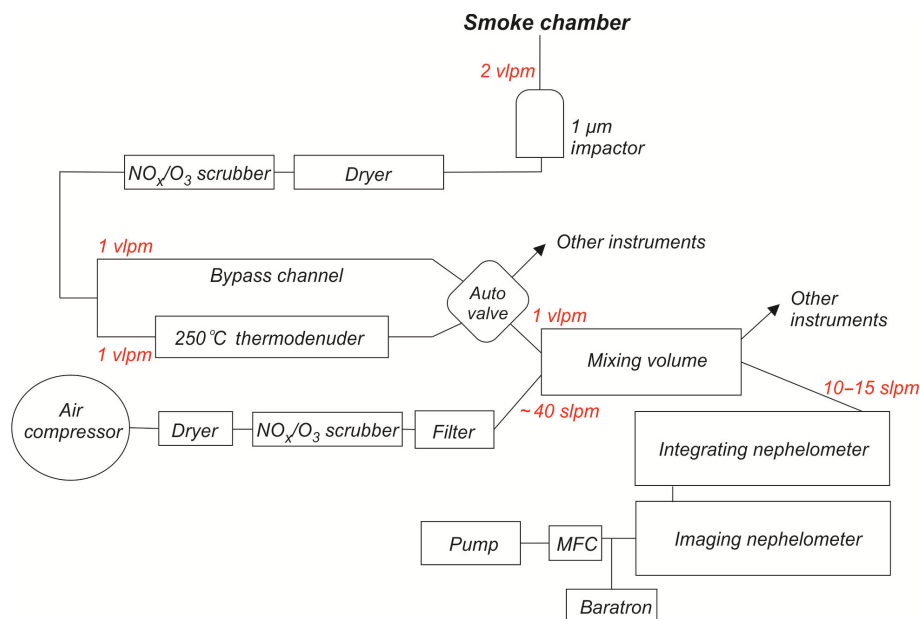 Smoke chamber
2 vlpm
1 µm
impactor
NOx/O3 scrubber
Dryer
1 vlpm
Bypass channel
Other instruments
Auto
valve
1 vlpm
250°C thermodenuder
1 vlpm
Other
instruments
Mixing volume
10–15 slpm
~40 slpm
Air
compressor
Dryer
NOx/O3 scrubber
Filter
Integrating nephelometer
Pump
MFC
Imaging nephelometer
Baratron